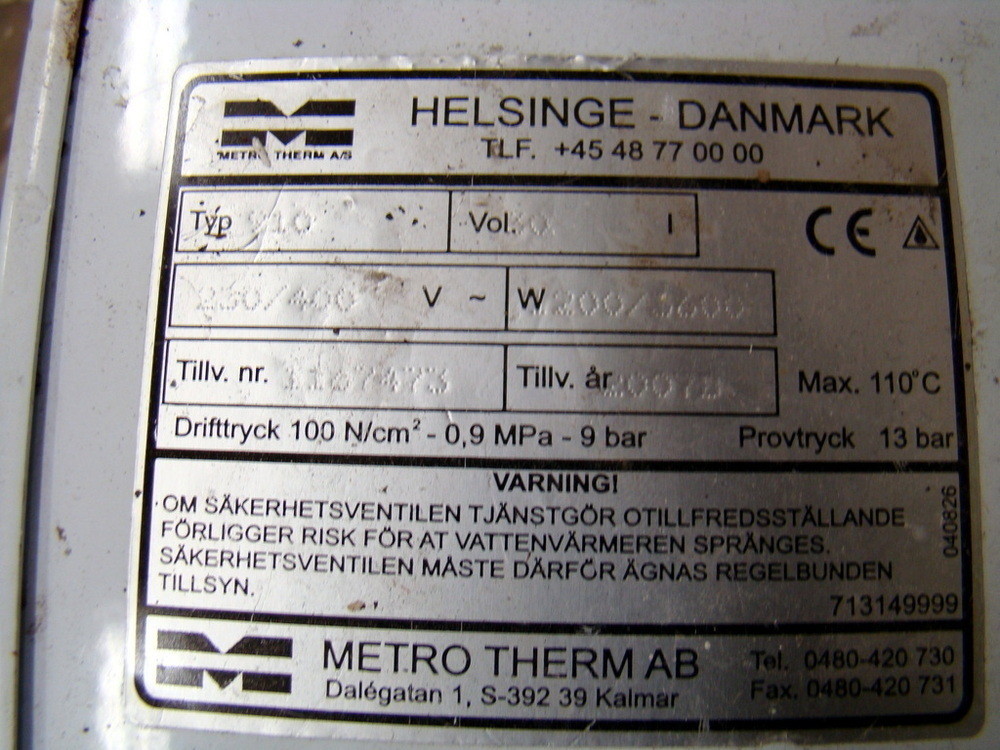 METRO THERM A/S
HELSINGE - DANMARK
TLF. +45 48 77 00 00
Typ 910
Vol. l
CE
230/400 V ~ W
Tillv. nr. Tillv. år
Max. 110°C
Drifttryck 100 N/cm² - 0,9 MPa - 9 bar Provtryck 13 bar
VARNING!
OM SÄKERHETSVENTILEN TJÄNSTGÖR OTILLFREDSSTÄLLANDE
FÖRLIGGER RISK FÖR AT VATTENVÄRMEREN SPRÄNGES.
SÄKERHETSVENTILEN MÅSTE DÄRFÖR ÄGNAS REGELBUNDEN
TILLSYN.
040826
713149999
METRO THERM AB
Dalégatan 1, S-392 39 Kalmar
Tel. 0480-420 730
Fax. 0480-420 731